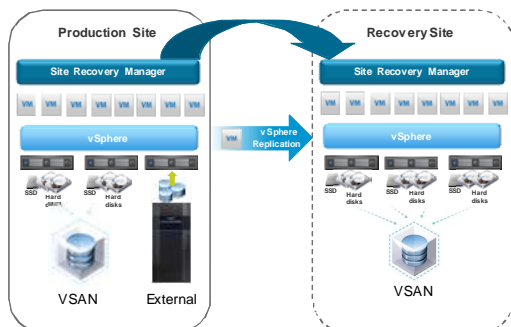 Production Site
Site Recovery Manager
VM VM VM VM VM VM VM VM
vSphere
SSD
Hard
SSD
Hard
disks
VSAN
External
VM
vSphere
Replication
Recovery Site
Site Recovery Manager
VM VM VM VM VM VM VM
vSphere
SSD
Hard
disks
SSD
Hard
disks
SSD
Hard
disks
VSAN